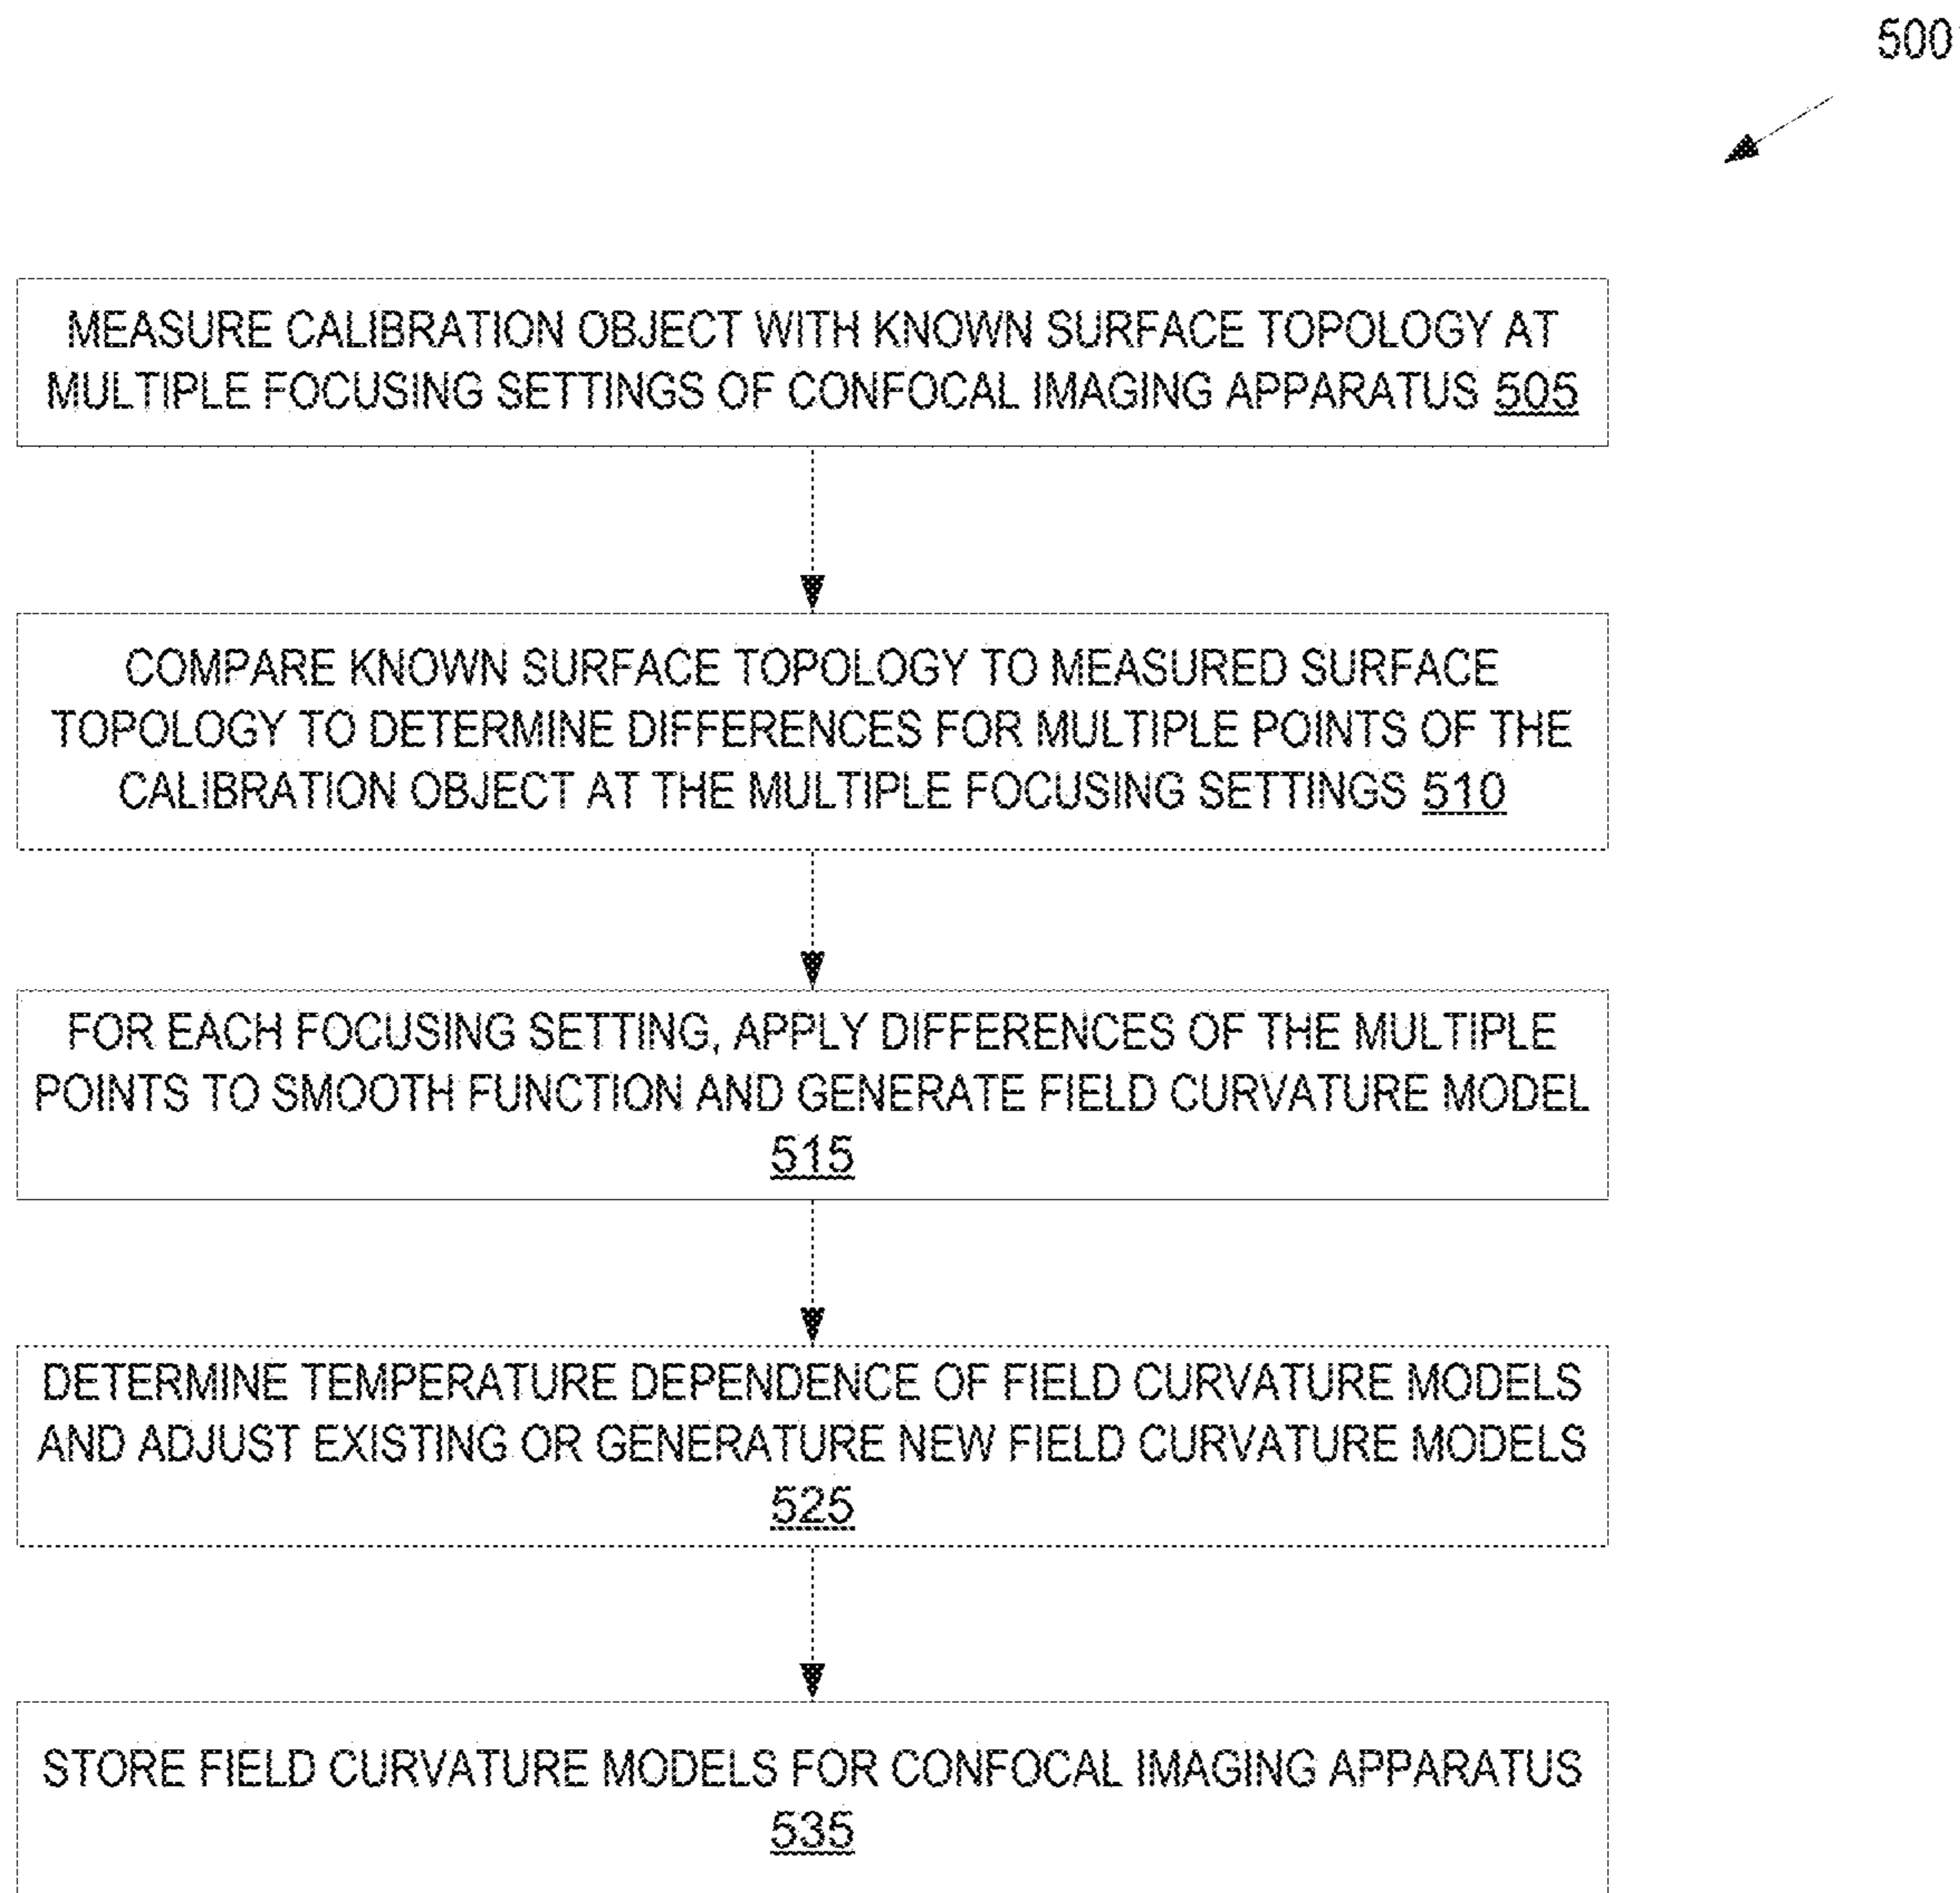 500
MEASURE CALIBRATION OBJECT WITH KNOWN SURFACE TOPOLOGY AT
MULTIPLE FOCUSING SETTINGS OF CONFOCAL IMAGING APPARATUS 505
COMPARE KNOWN SURFACE TOPOLOGY TO MEASURED SURFACE
TOPOLOGY TO DETERMINE DIFFERENCES FOR MULTIPLE POINTS OF THE
CALIBRATION OBJECT AT THE MULTIPLE FOCUSING SETTINGS 510
FOR EACH FOCUSING SETTING, APPLY DIFFERENCES OF THE MULTIPLE
POINTS TO SMOOTH FUNCTION AND GENERATE FIELD CURVATURE MODEL
515
DETERMINE TEMPERATURE DEPENDENCE OF FIELD CURVATURE MODELS
AND ADJUST EXISTING OR GENERATURE NEW FIELD CURVATURE MODELS
525
STORE FIELD CURVATURE MODELS FOR CONFOCAL IMAGING APPARATUS
535